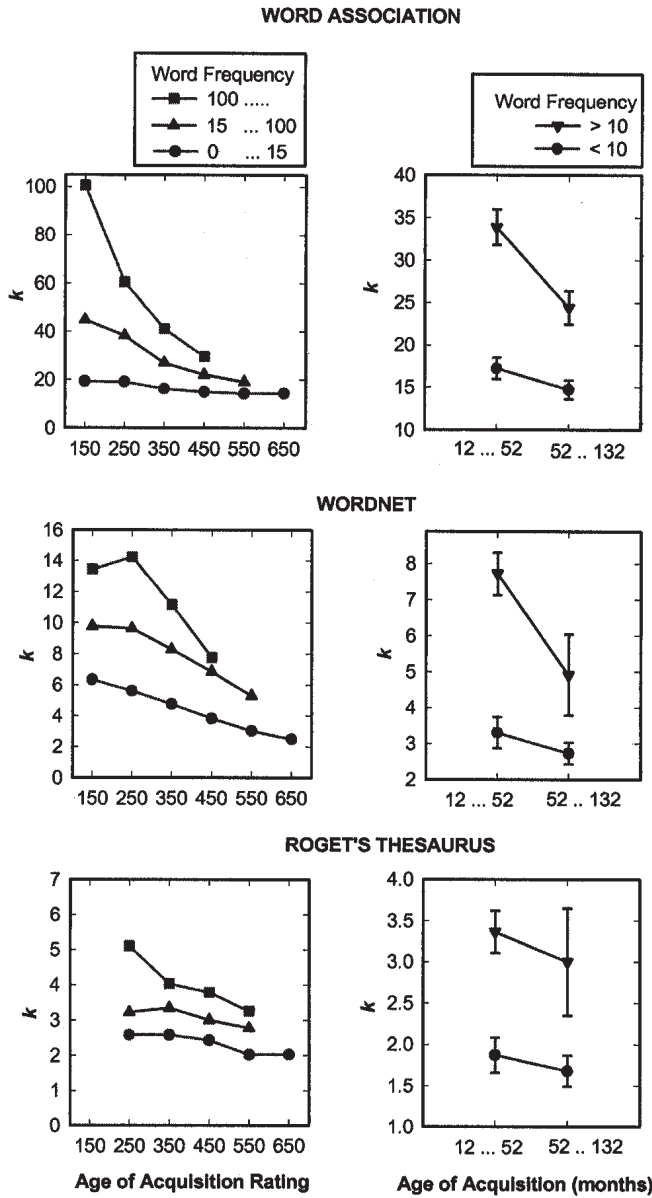 WORD ASSOCIATION
Word Frequency
100 .....
15 ... 100
0 ... 15
Word Frequency
> 10
< 10
100
80
60
40
20
0
k
150 250 350 450 550 650
40
35
30
25
20
15
10
k
12 ... 52 52 .. 132
WORDNET
16
14
12
10
8
6
4
2
0
k
150 250 350 450 550 650
8
7
6
5
4
3
2
k
12 ... 52 52 .. 132
ROGET'S THESAURUS
7
6
5
4
3
2
1
0
k
150 250 350 450 550 650
Age of Acquisition Rating
4.0
3.5
3.0
2.5
2.0
1.5
1.0
k
12 ... 52 52 .. 132
Age of Acquisition (months)